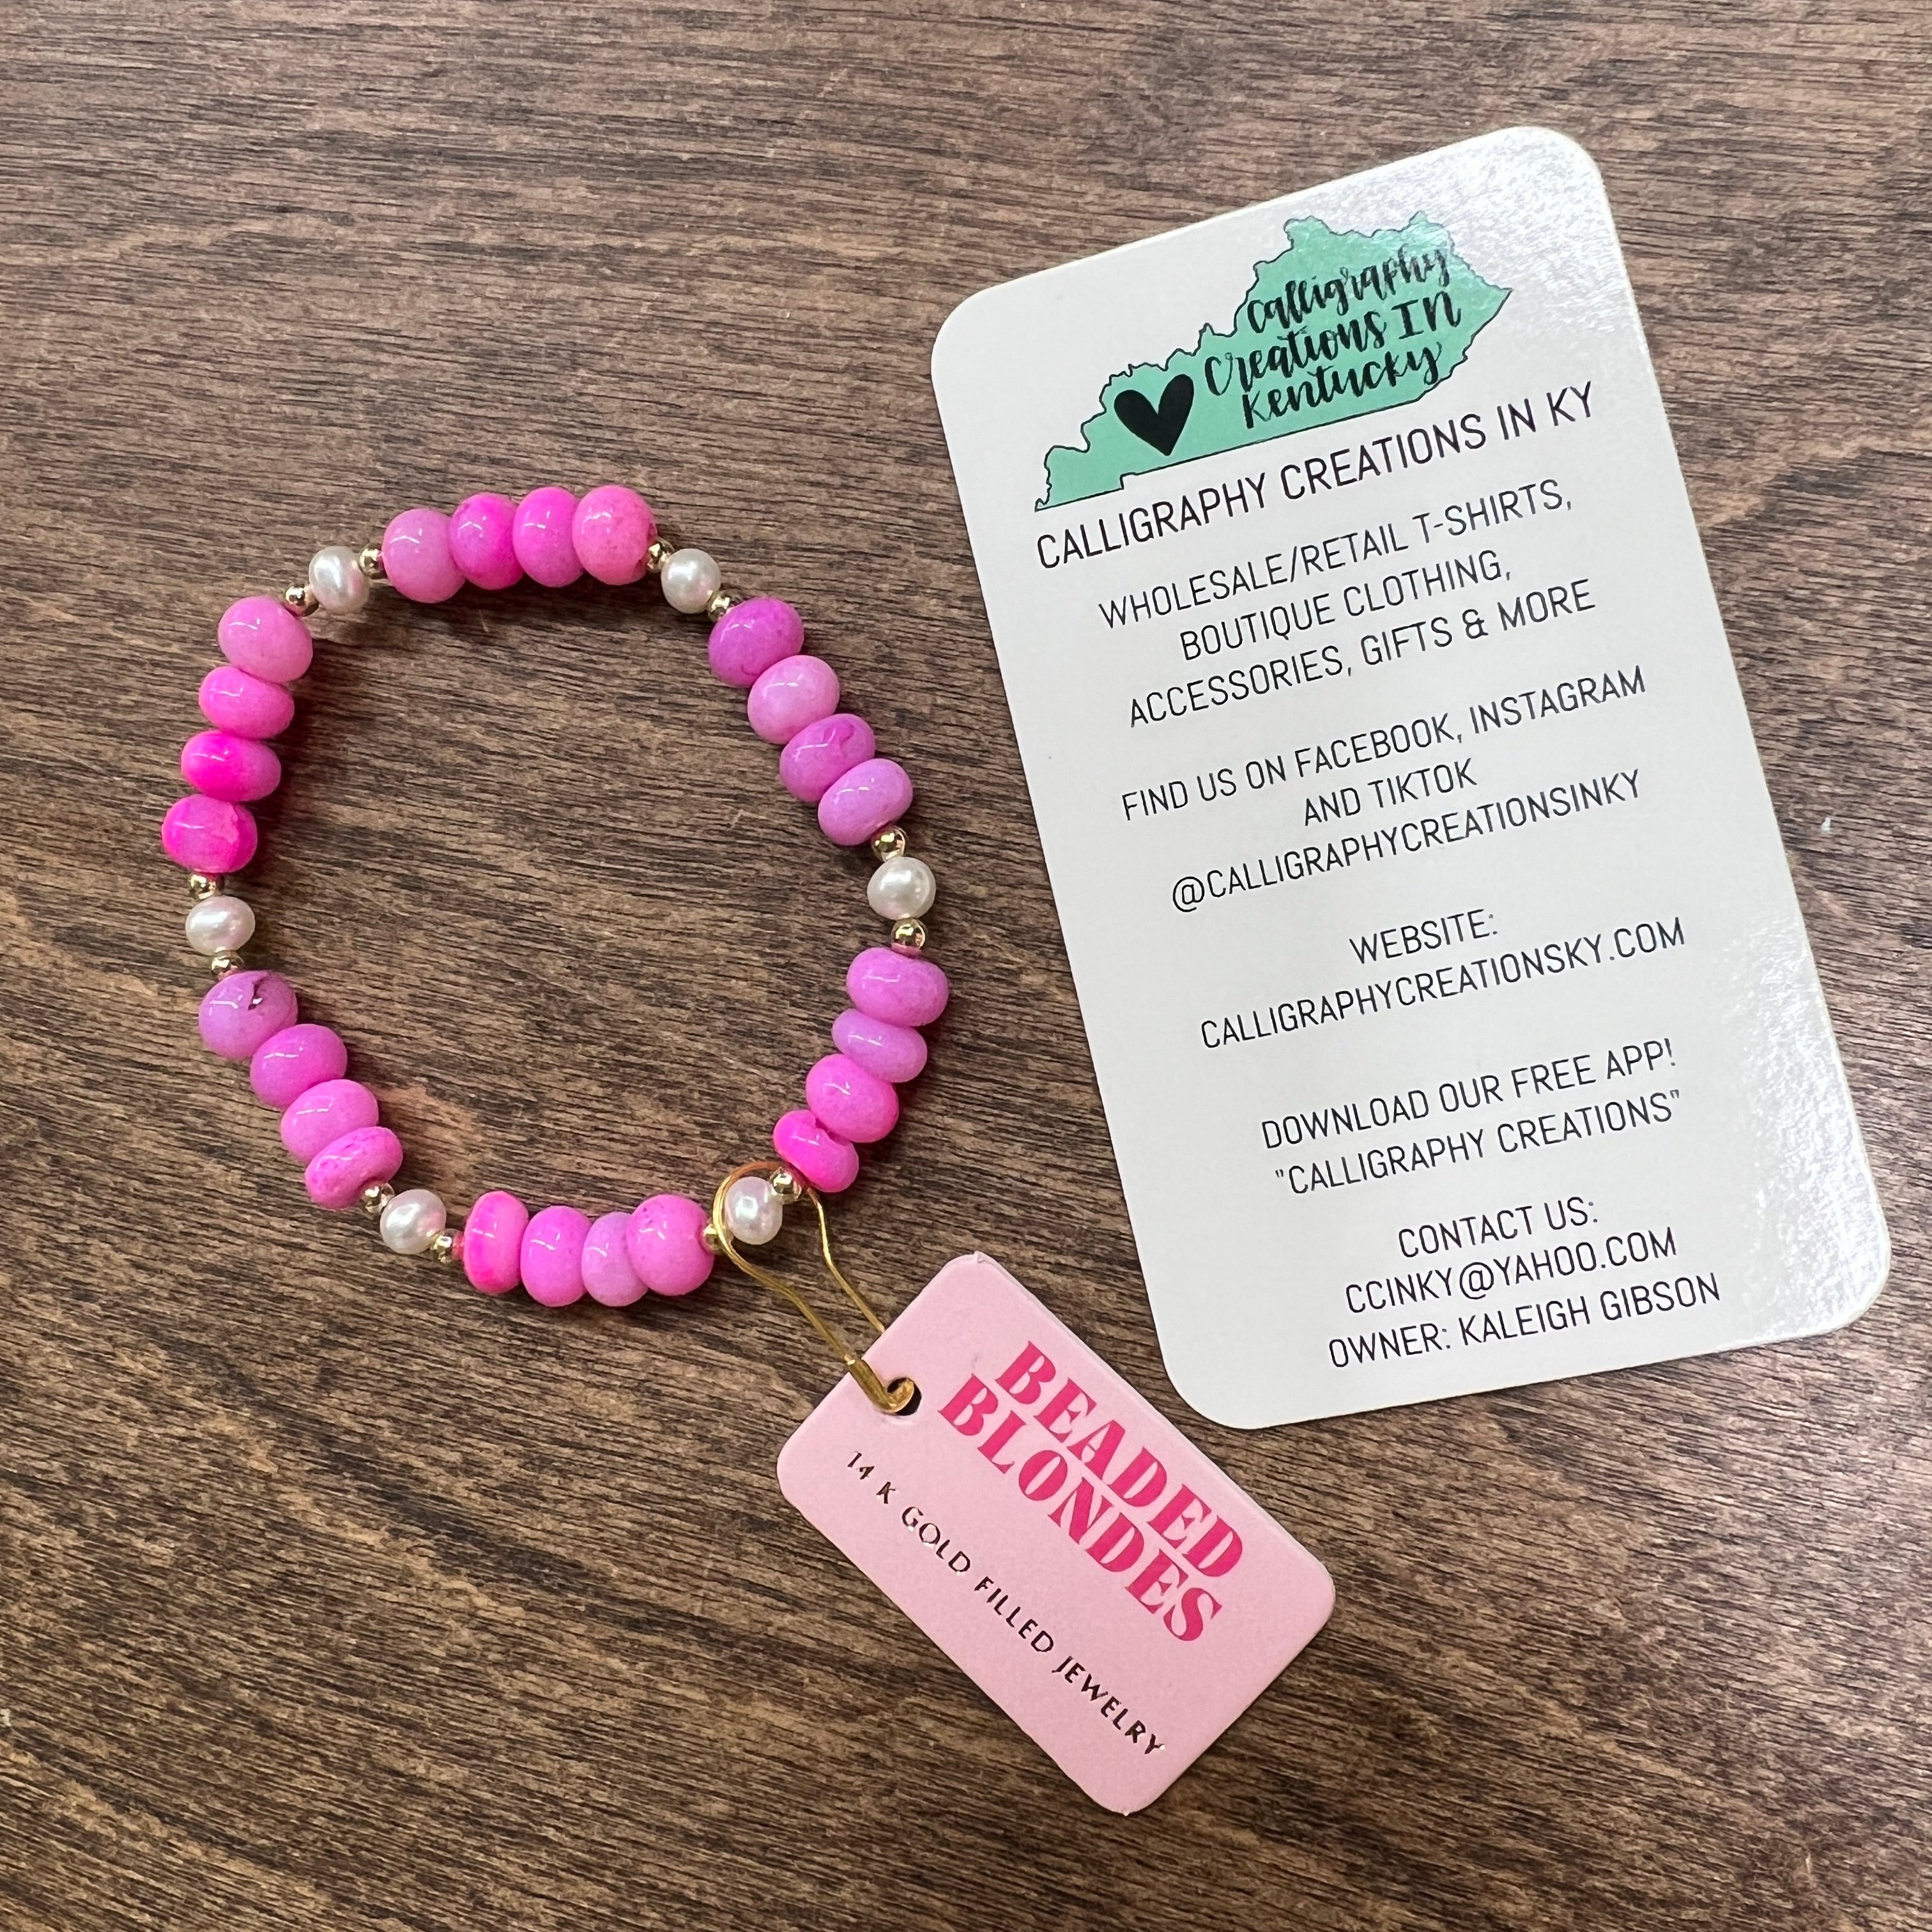 Calligraphy
Creations IN
Kentucky
CALLIGRAPHY CREATIONS IN KY
WHOLESALE/RETAIL T-SHIRTS,
BOUTIQUE CLOTHING,
ACCESSORIES, GIFTS & MORE
FIND US ON FACEBOOK, INSTAGRAM
AND TIKTOK
@CALLIGRAPHYCREATIONSINKY
WEBSITE:
CALLIGRAPHYCREATIONSKY.COM
DOWNLOAD OUR FREE APP!
"CALLIGRAPHY CREATIONS"
CONTACT US:
CCINKY@YAHOO.COM
OWNER: KALEIGH GIBSON
BEADED
BLONDES
14 K GOLD FILLED JEWELRY